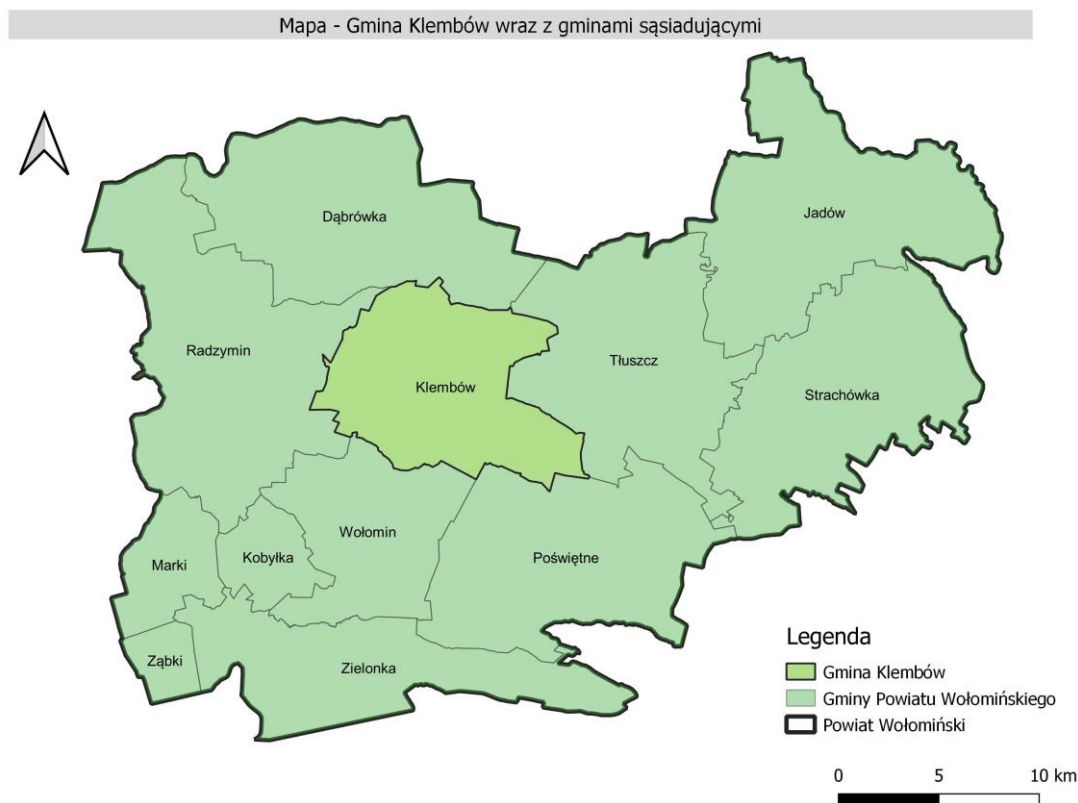 Mapa - Gmina Klembów wraz z gminami sąsiadującymi
Dąbrówka
Jadów
Radzymin
Tłuszcz
Klembów
Strachówka
Wołomin
Kobyłka
Poświętne
Marki
Ząbki
Zielonka
Legenda
Gmina Klembów
Gminy Powiatu Wołomińskiego
Powiat Wołomiński
0 5 10 km